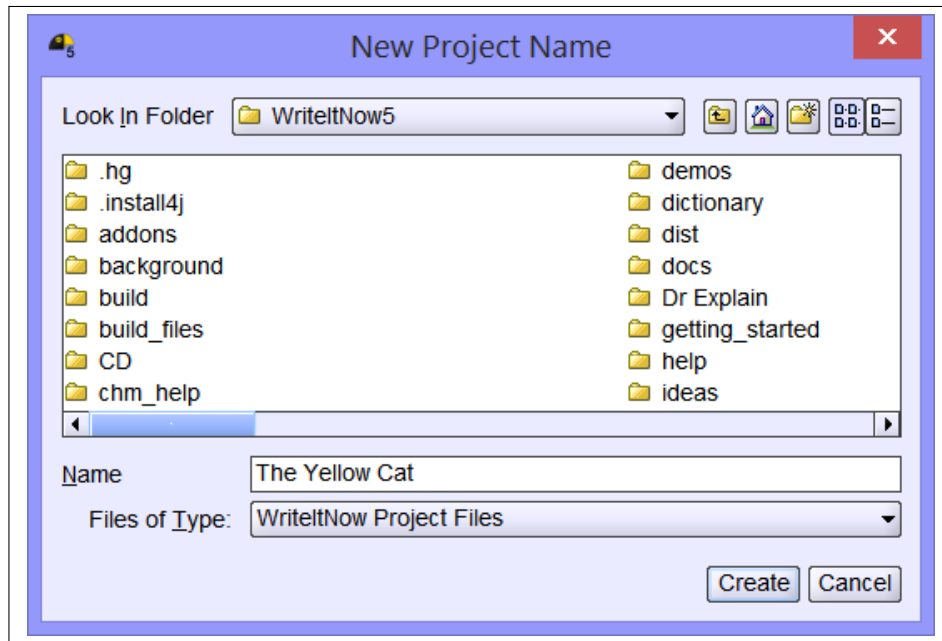 5
New Project Name
Look In Folder WriteItNow5
.hg demos
.install4j dictionary
addons dist
background docs
build Dr Explain
build_files getting_started
CD help
chm_help ideas
Name The Yellow Cat
Files of Type: WriteItNow Project Files
Create Cancel